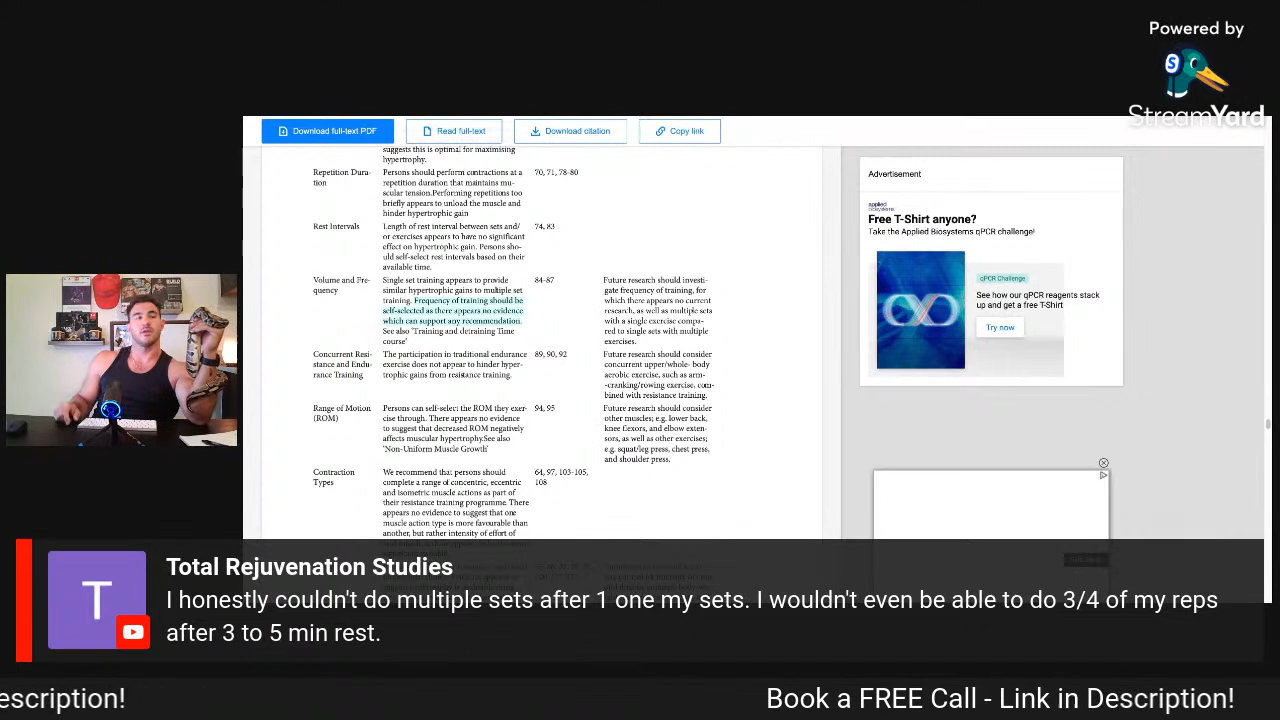 Powered by
StreamYard
Download full-text PDF
Read full-text
Download citation
Copy link
suggests this is optimal for maximising
hypertrophy.
Repetition Dura-
tion
Persons should perform contractions at a
repetition duration that maintains mu-
scular tension.Performing repetitions too
briefly appears to unload the muscle and
hinder hypertrophic gain
70, 71, 78-80
Rest Intervals
Length of rest interval between sets and/
or exercises appears to have no significant
effect on hypertrophic gain. Persons sho-
uld self-select rest intervals based on their
available time.
74, 83
Volume and Fre-
quency
Single set training appears to provide
similar hypertrophic gains to multiple set
training. Frequency of training should be
self-selected as there appears no evidence
which can support any recommendation.
See also 'Training and detraining Time
course'
84-87
Future research should investi-
gate frequency of training, for
which there appears no current
research, as well as multiple sets
with a single exercise compa-
red to single sets with multiple
exercises.
Concurrent Resi-
stance and Endu-
rance Training
The participation in traditional endurance
exercise does not appear to hinder hyper-
trophic gains from resistance training.
89, 90, 92
Future research should consider
concurrent upper/whole- body
aerobic exercise, such as arm-
-cranking/rowing exercise, com-
bined with resistance training.
Range of Motion
(ROM)
Persons can self-select the ROM they exer-
cise through. There appears no evidence
to suggest that decreased ROM negatively
affects muscular hypertrophy.See also
'Non-Uniform Muscle Growth'
94, 95
Future research should consider
other muscles; e.g. lower back,
knee flexors, and elbow exten-
sors, as well as other exercises;
e.g. squat/leg press, chest press,
and shoulder press.
Contraction
Types
We recommend that persons should
complete a range of concentric, eccentric
and isometric muscle actions as part of
their resistance training programme. There
appears no evidence to suggest that one
muscle action type is more favourable than
another, but rather intensity of effort of
64, 97, 103-105,
108
Advertisement
applied
biosystems
Free T-Shirt anyone?
Take the Applied Biosystems qPCR challenge!
qPCR Challenge
See how our qPCR reagents stack
up and get a free T-Shirt
Try now
T
Total Rejuvenation Studies
I honestly couldn't do multiple sets after 1 one my sets. I wouldn't even be able to do 3/4 of my reps
after 3 to 5 min rest.
escription!
Book a FREE Call - Link in Description!